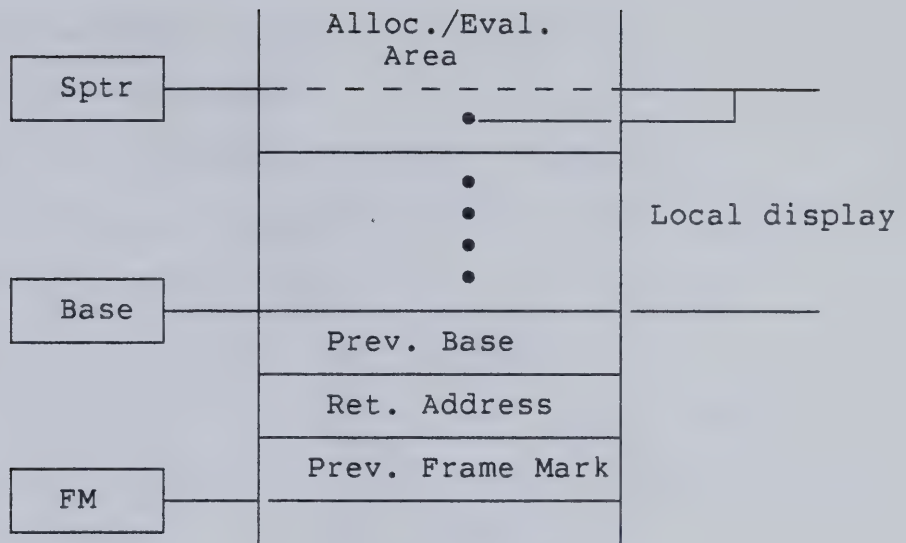 Alloc./Eval.
Area
Sptr
Local display
Base
Prev. Base
Ret. Address
Prev. Frame Mark
FM